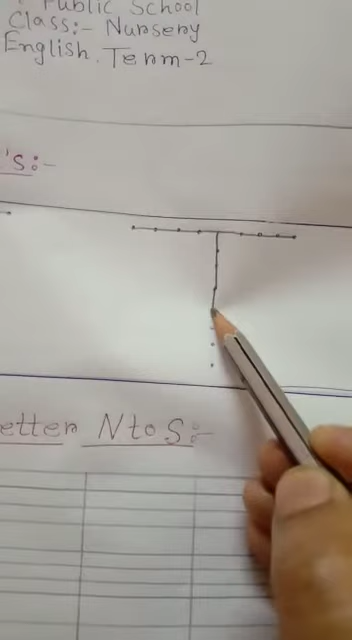 Public School
Class:- Nursery
English. Term-2
's:-
etter N to S:-